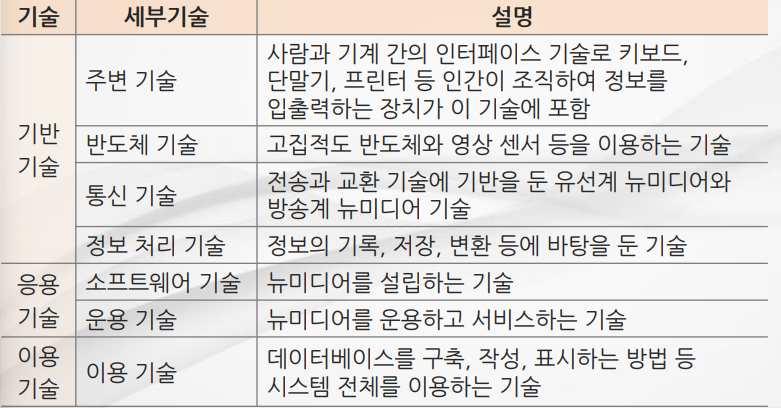 기술 세부기술 설명
기반
기술
주변 기술
사람과 기계 간의 인터페이스 기술로 키보드,
단말기, 프린터 등 인간이 조직하여 정보를
입출력하는 장치가 이 기술에 포함
반도체 기술 고집적도 반도체와 영상 센서 등을 이용하는 기술
통신 기술
전송과 교환 기술에 기반을 둔 유선계 뉴미디어와
방송계 뉴미디어 기술
정보 처리 기술 정보의 기록, 저장, 변환 등에 바탕을 둔 기술
응용
기술
소프트웨어 기술 뉴미디어를 설립하는 기술
운용 기술 뉴미디어를 운용하고 서비스하는 기술
이용
기술
이용 기술
데이터베이스를 구축, 작성, 표시하는 방법 등
시스템 전체를 이용하는 기술